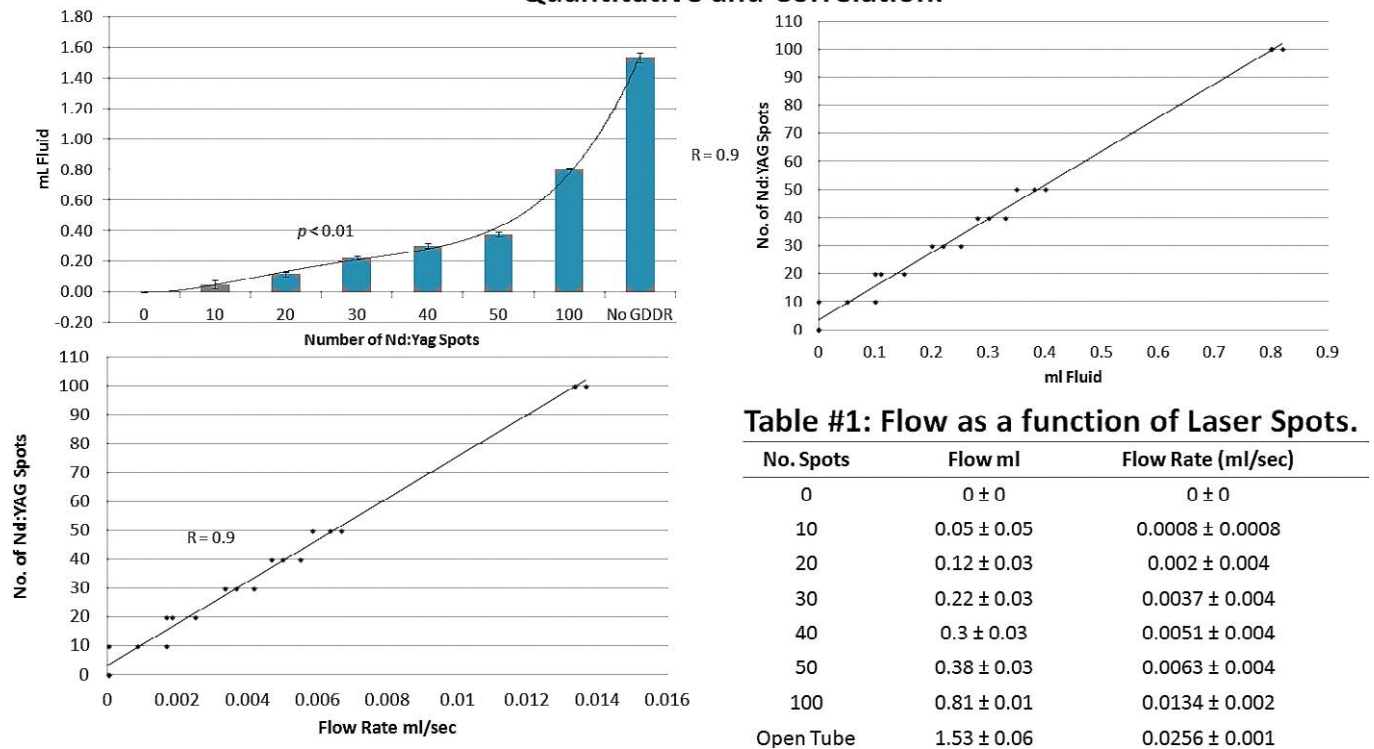 1.80
1.60
1.40
1.20
1.00
0.80
0.60
0.40
0.20
0.00
-0.20
mL Fluid
p < 0.01
0 10 20 30 40 50 100 No GDDR
Number of Nd:Yag Spots
R = 0.9
110
100
90
80
70
60
50
40
30
20
10
0
No. of Nd:YAG Spots
0 0.1 0.2 0.3 0.4 0.5 0.6 0.7 0.8 0.9
ml Fluid
110
100
90
80
70
60
50
40
30
20
10
0
No. of Nd:YAG Spots
R = 0.9
0 0.002 0.004 0.006 0.008 0.01 0.012 0.014 0.016
Flow Rate ml/sec
Table #1: Flow as a function of Laser Spots.
No. Spots Flow ml Flow Rate (ml/sec)
0 0 ± 0 0 ± 0
10 0.05 ± 0.05 0.0008 ± 0.0008
20 0.12 ± 0.03 0.002 ± 0.004
30 0.22 ± 0.03 0.0037 ± 0.004
40 0.3 ± 0.03 0.0051 ± 0.004
50 0.38 ± 0.03 0.0063 ± 0.004
100 0.81 ± 0.01 0.0134 ± 0.002
Open Tube 1.53 ± 0.06 0.0256 ± 0.001